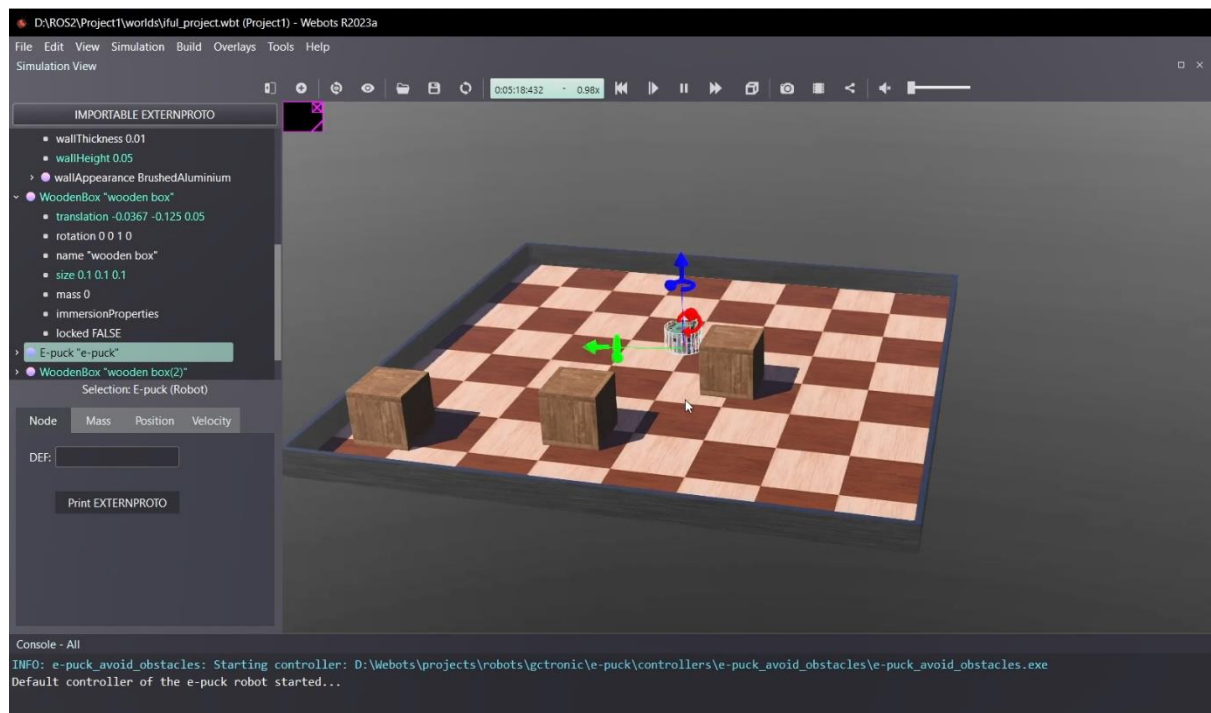 D:\ROS2\Project1\worlds\iful_project.wbt (Project1) - Webots R2023a
File Edit View Simulation Build Overlays Tools Help
Simulation View
0:05:18:432 - 0.98x
IMPORTABLE EXTERNPROTO
wallThickness 0.01
wallHeight 0.05
wallAppearance BrushedAluminium
WoodenBox "wooden box"
translation -0.0367 -0.125 0.05
rotation 0 0 1 0
name "wooden box"
size 0.1 0.1 0.1
mass 0
immersionProperties
locked FALSE
E-puck "e-puck"
WoodenBox "wooden box(2)"
Selection: E-puck (Robot)
Node Mass Position Velocity
DEF:
Print EXTERNPROTO
Console - All
INFO: e-puck_avoid_obstacles: Starting controller: D:\Webots\projects\robots\gctronic\e-puck\controllers\e-puck_avoid_obstacles\e-puck_avoid_obstacles.exe
Default controller of the e-puck robot started...